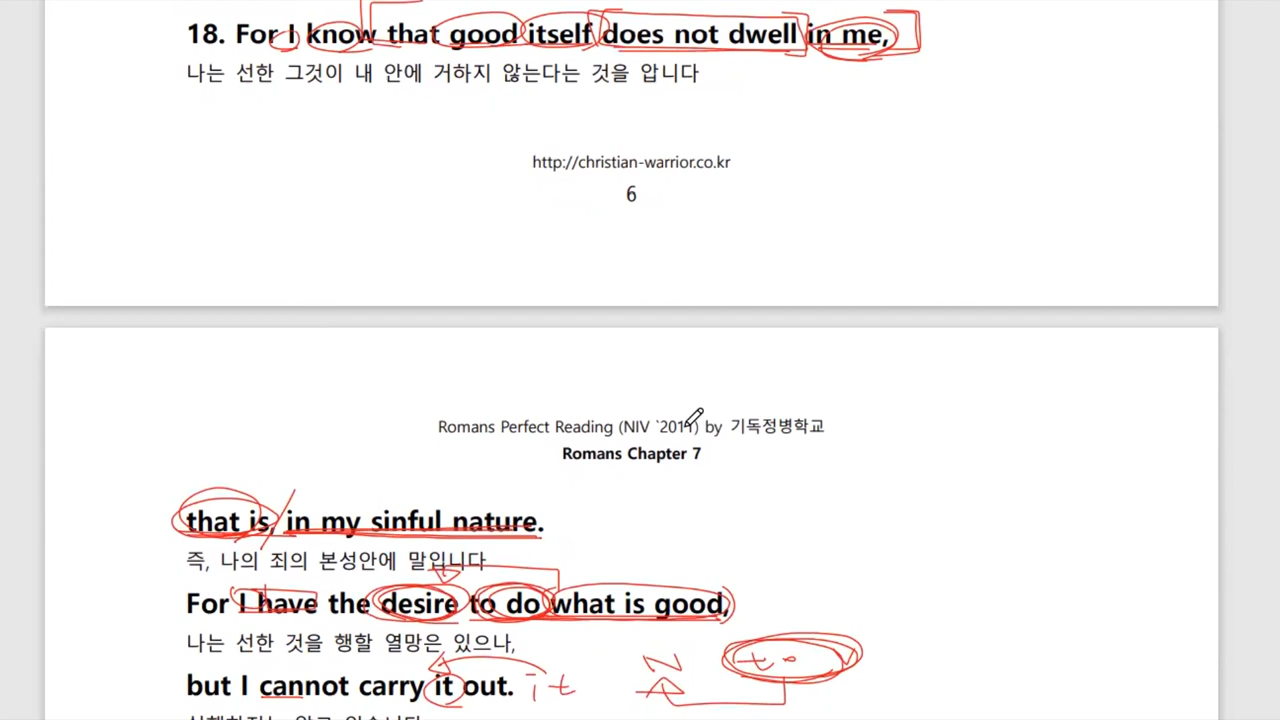 18. For I know that good itself does not dwell in me,
나는 선한 그것이 내 안에 거하지 않는다는 것을 압니다
http://christian-warrior.co.kr
6
Romans Perfect Reading (NIV `2011) by 기독정병학교
Romans Chapter 7
that is, in my sinful nature.
즉, 나의 죄의 본성안에 말입니다
For I have the desire to do what is good,
나는 선한 것을 행할 열망은 있으나,
but I cannot carry it out. it N to V